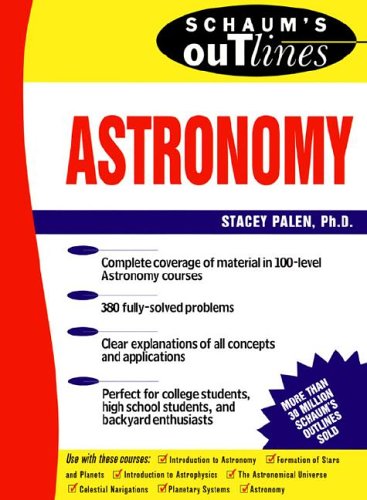 SCHAUM'S
ouTlines
ASTRONOMY
STACEY PALEN, Ph.D.
Complete coverage of material in 100-level
Astronomy courses
380 fully-solved problems
Clear explanations of all concepts
and applications
Perfect for college students,
high school students, and
backyard enthusiasts
MORE THAN
30 MILLION
SCHAUM'S
OUTLINES
SOLD
Use with these courses: Introduction to Astronomy Formation of Stars
and Planets Introduction to Astrophysics The Astronomical Universe
Celestial Navigations Planetary Systems Astronomy